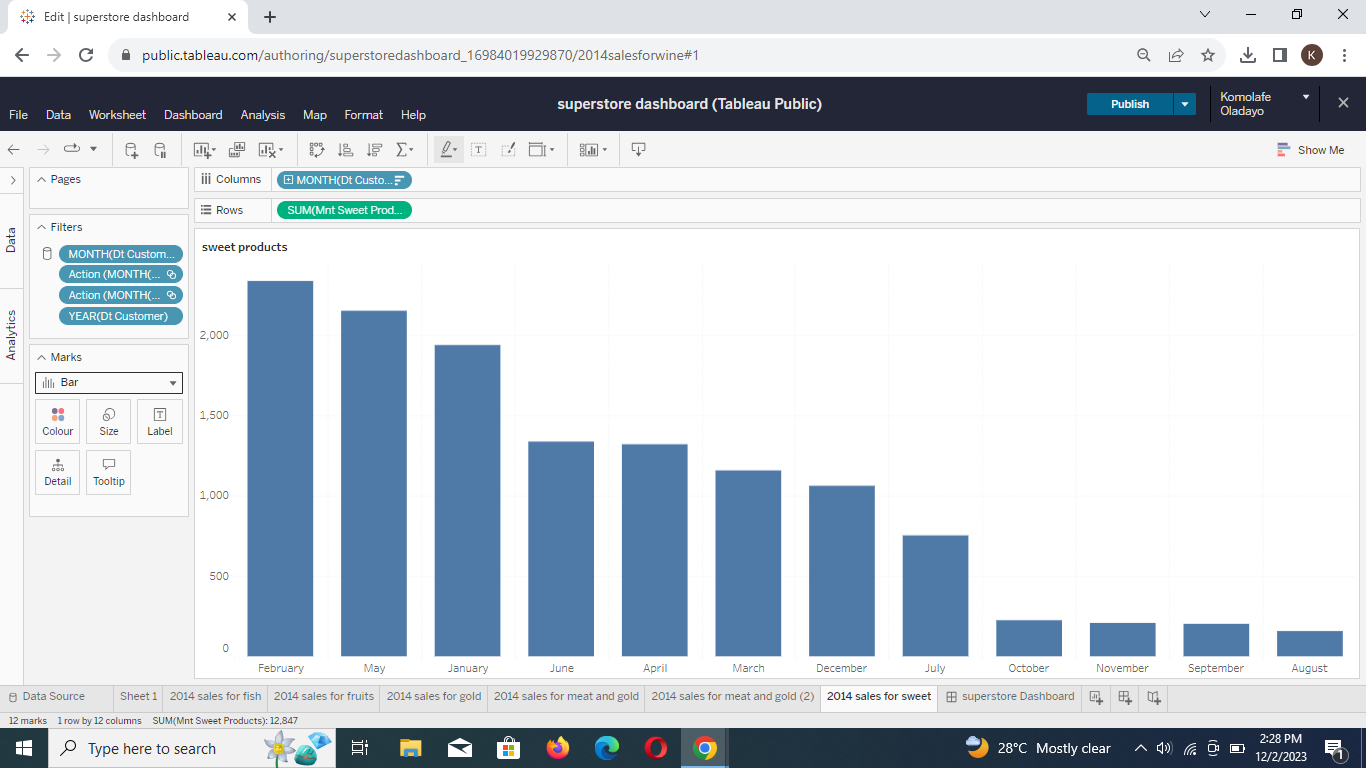 Edit | superstore dashboard
public.tableau.com/authoring/superstoredashboard_16984019929870/2014salesforwine#1
K
superstore dashboard (Tableau Public)
Publish
Komolafe
Oladayo
File Data Worksheet Dashboard Analysis Map Format Help
Show Me
Pages
Columns
MONTH(Dt Custo...
Rows
SUM(Mnt Sweet Prod...
Data
Analytics
Filters
MONTH(Dt Custom...
Action (MONTH(...
Action (MONTH(...
YEAR(Dt Customer)
Marks
Bar
Colour Size Label
Detail Tooltip
sweet products
2,000
1,500
1,000
500
0
February May January June April March December July October November September August
Data Source Sheet 1 2014 sales for fish 2014 sales for fruits 2014 sales for gold 2014 sales for meat and gold 2014 sales for meat and gold (2) 2014 sales for sweet superstore Dashboard
12 marks 1 row by 12 columns SUM(Mnt Sweet Products): 12,847
Type here to search
28°C Mostly clear
2:28 PM
12/2/2023
1